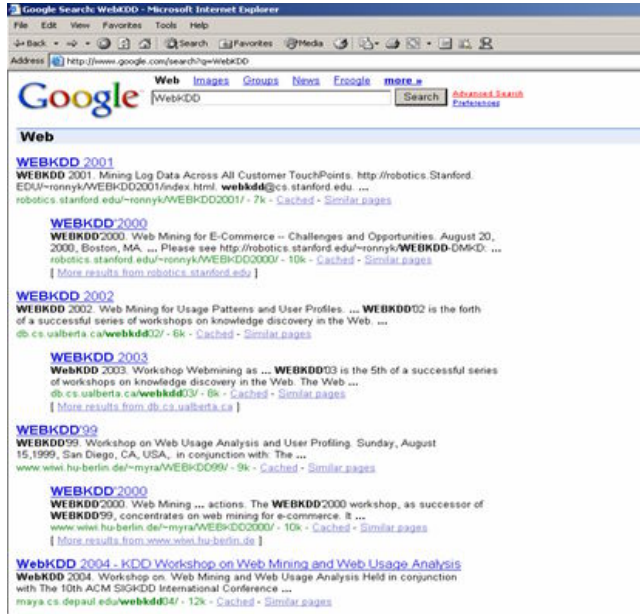 Google Search: WebKDD - Microsoft Internet Explorer
File Edit View Favorites Tools Help
Back Search Favorites Media
Address http://www.google.com/search?q=WebKDD
Web Images Groups News Froogle more »
Google WebKDD Search Advanced Search
Preferences
Web
WEBKDD 2001
WEBKDD 2001. Mining Log Data Across All Customer TouchPoints. http://robotics.Stanford.
EDU/~ronnyk/WEBKDD2001/index.html. webkdd@cs.stanford.edu. ...
robotics.stanford.edu/~ronnyk/WEBKDD2001/ - 7k - Cached - Similar pages
WEBKDD'2000
WEBKDD'2000. Web Mining for E-Commerce -- Challenges and Opportunities. August 20,
2000, Boston, MA. ... Please see http://robotics.stanford.edu/~ronnyk/WEBKDD-DMKD: ...
robotics.stanford.edu/~ronnyk/WEBKDD2000/ - 10k - Cached - Similar pages
[ More results from robotics.stanford.edu ]
WEBKDD 2002
WEBKDD 2002. Web Mining for Usage Patterns and User Profiles. ... WEBKDD'02 is the forth
of a successful series of workshops on knowledge discovery in the Web. ...
db.cs.ualberta.ca/webkdd02/ - 6k - Cached - Similar pages
WEBKDD 2003
WebKDD 2003. Workshop Webmining as ... WEBKDD'03 is the 5th of a successful series
of workshops on knowledge discovery in the Web. The Web ...
db.cs.ualberta.ca/webkdd03/ - 8k - Cached - Similar pages
[ More results from db.cs.ualberta.ca ]
WEBKDD'99
WEBKDD'99. Workshop on Web Usage Analysis and User Profiling. Sunday, August
15,1999, San Diego, CA, USA, in conjunction with: The ...
www.wiwi.hu-berlin.de/~myra/WEBKDD99/ - 9k - Cached - Similar pages
WEBKDD'2000
WEBKDD'2000. Web Mining ... actions. The WEBKDD'2000 workshop, as successor of
WEBKDD'99, concentrates on web mining for e-commerce. It ...
www.wiwi.hu-berlin.de/~myra/WEBKDD2000/ - 10k - Cached - Similar pages
[ More results from www.wiwi.hu-berlin.de ]
WebKDD 2004 - KDD Workshop on Web Mining and Web Usage Analysis
WebKDD 2004. Workshop on. Web Mining and Web Usage Analysis Held in conjunction
with The 10th ACM SIGKDD International Conference ...
maya.cs.depaul.edu/webkdd04/ - 12k - Cached - Similar pages